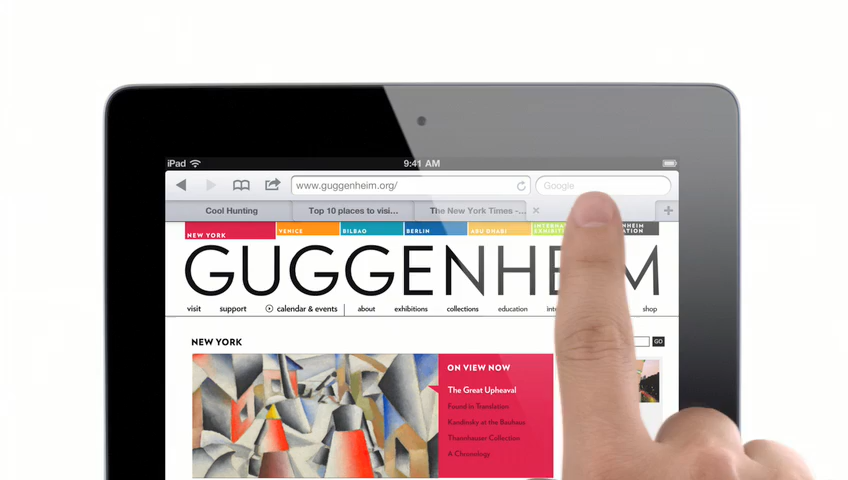 iPad 9:41 AM
www.guggenheim.org/ Google
Cool Hunting Top 10 places to visi... The New York Times -...
NEW YORK VENICE BILBAO BERLIN ABU DHABI
GUGGENHEIM
visit support calendar & events about exhibitions collections education shop
NEW YORK GO
ON VIEW NOW
The Great Upheaval
Found in Translation
Kandinsky at the Bauhaus
Thannhauser Collection
A Chronology